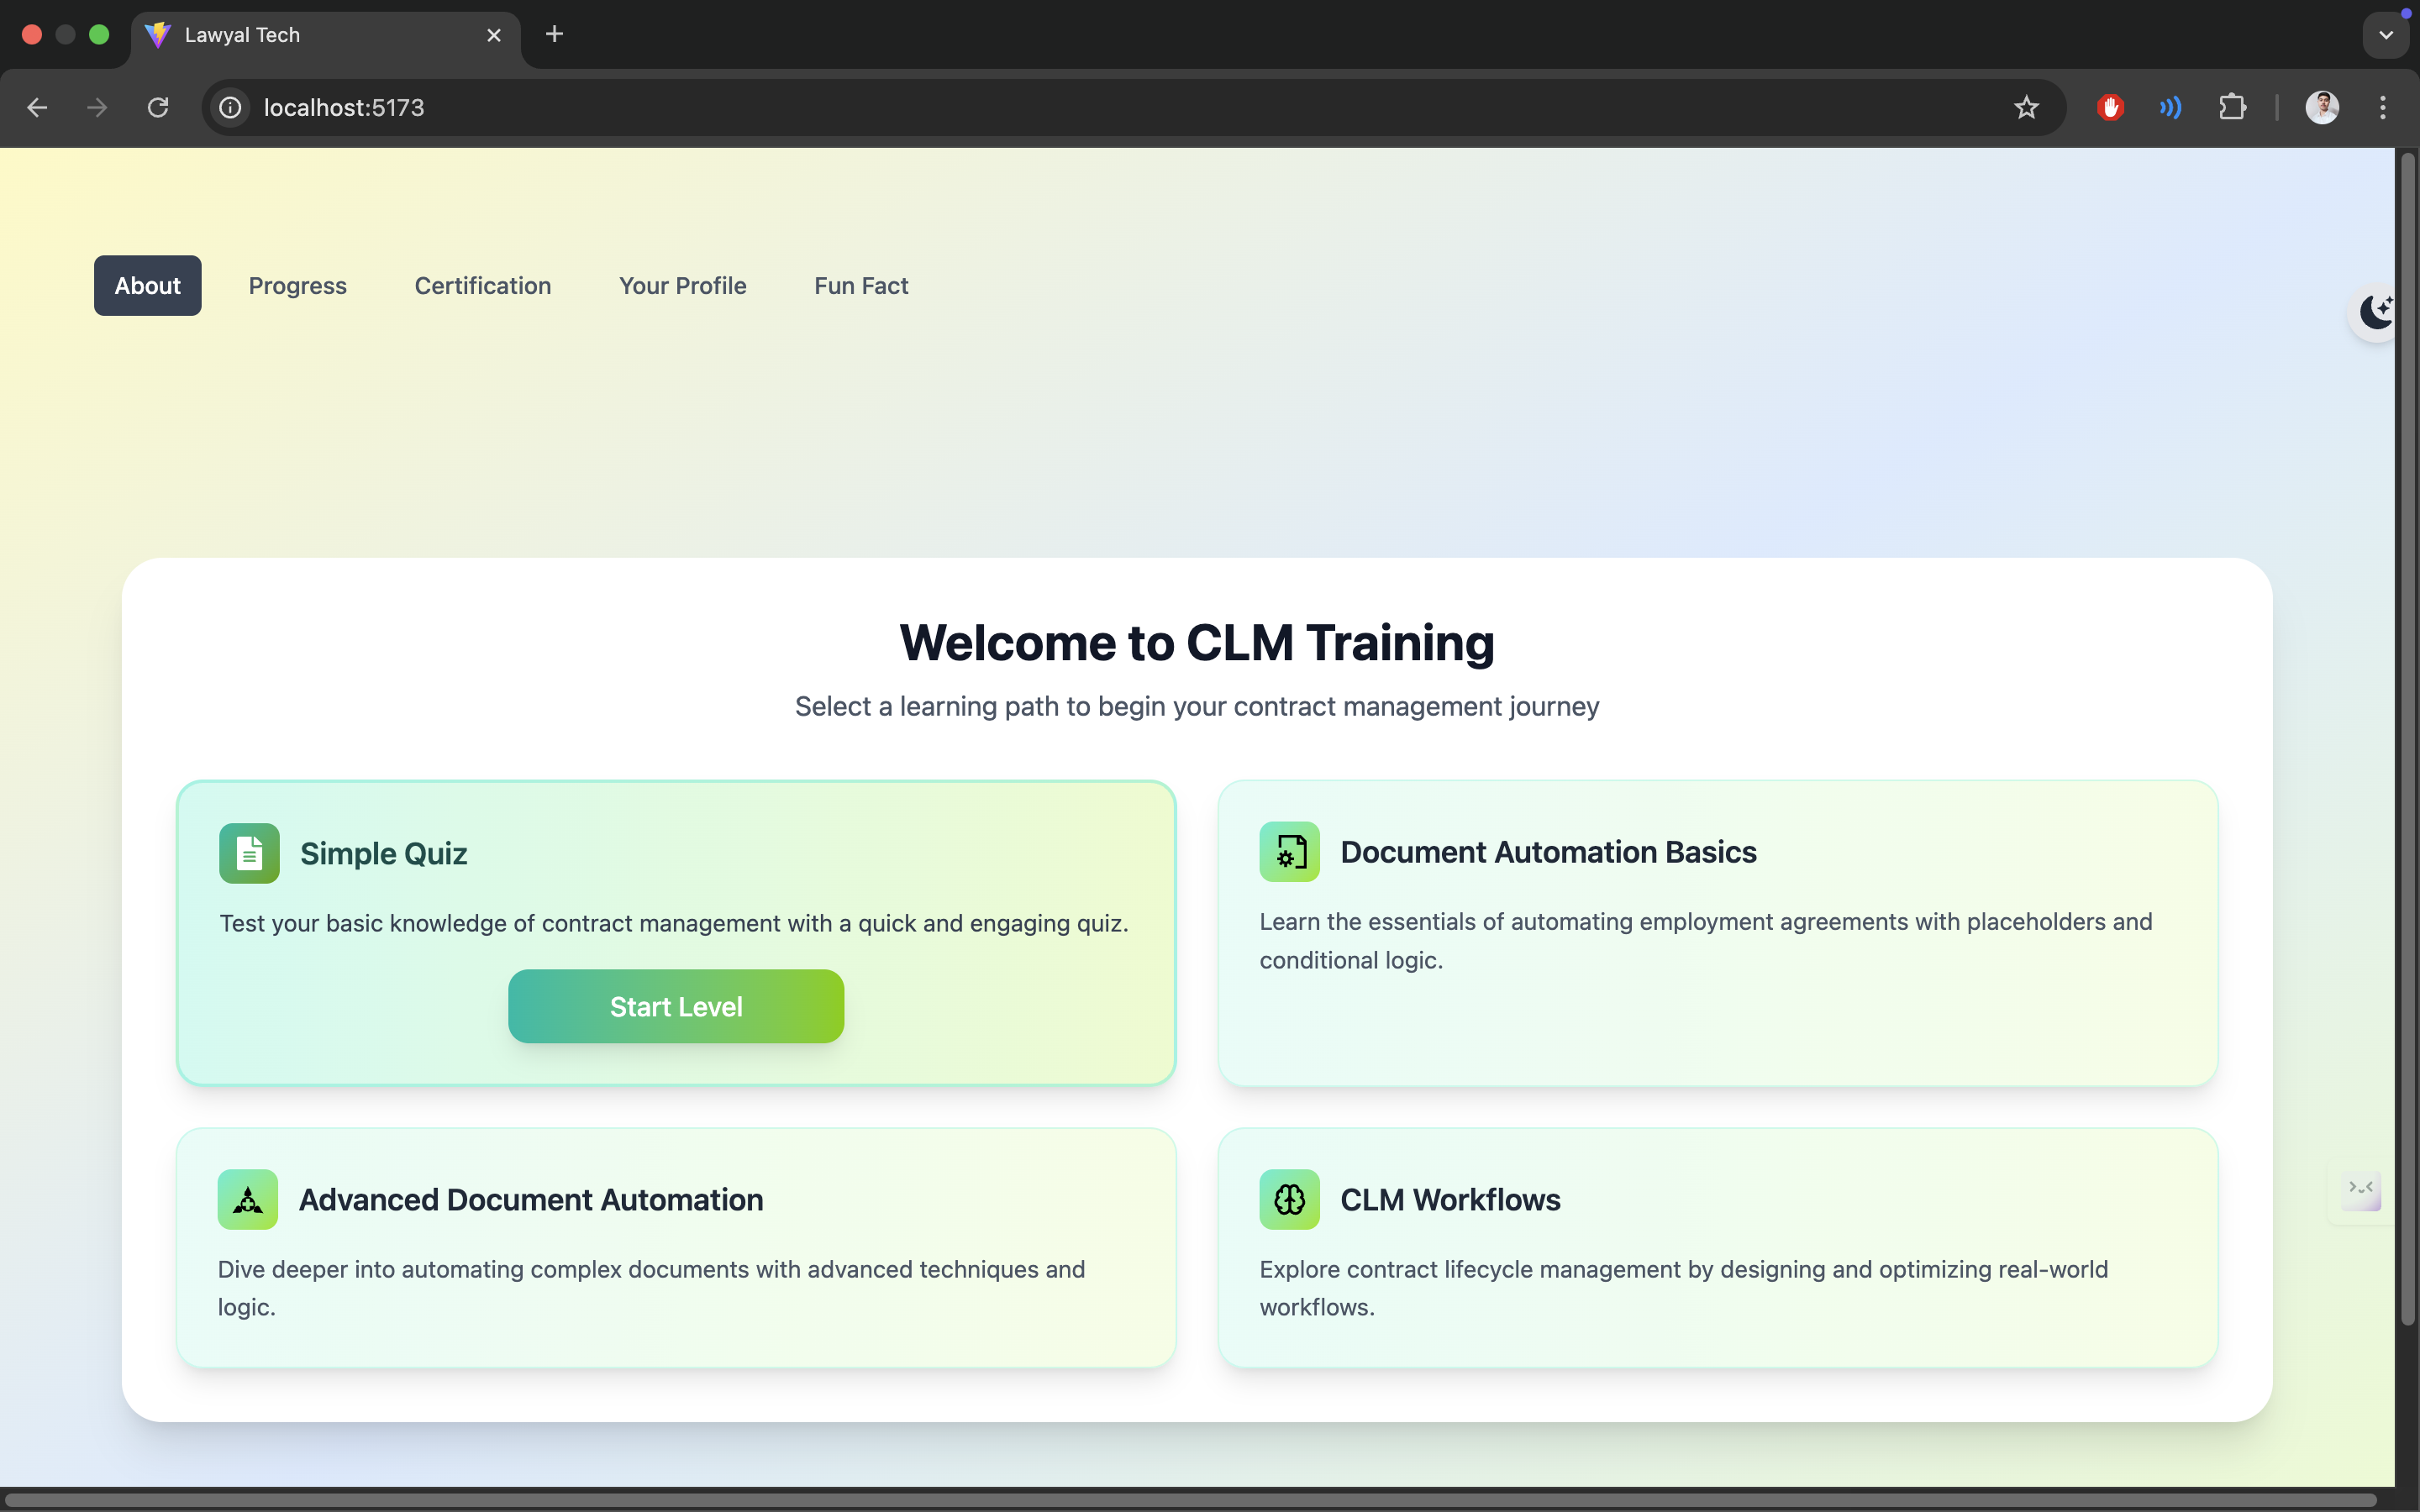 Lawyal Tech
localhost:5173
About Progress Certification Your Profile Fun Fact
Welcome to CLM Training
Select a learning path to begin your contract management journey
Simple Quiz
Test your basic knowledge of contract management with a quick and engaging quiz.
Start Level
Document Automation Basics
Learn the essentials of automating employment agreements with placeholders and
conditional logic.
Advanced Document Automation
Dive deeper into automating complex documents with advanced techniques and
logic.
CLM Workflows
Explore contract lifecycle management by designing and optimizing real-world
workflows.